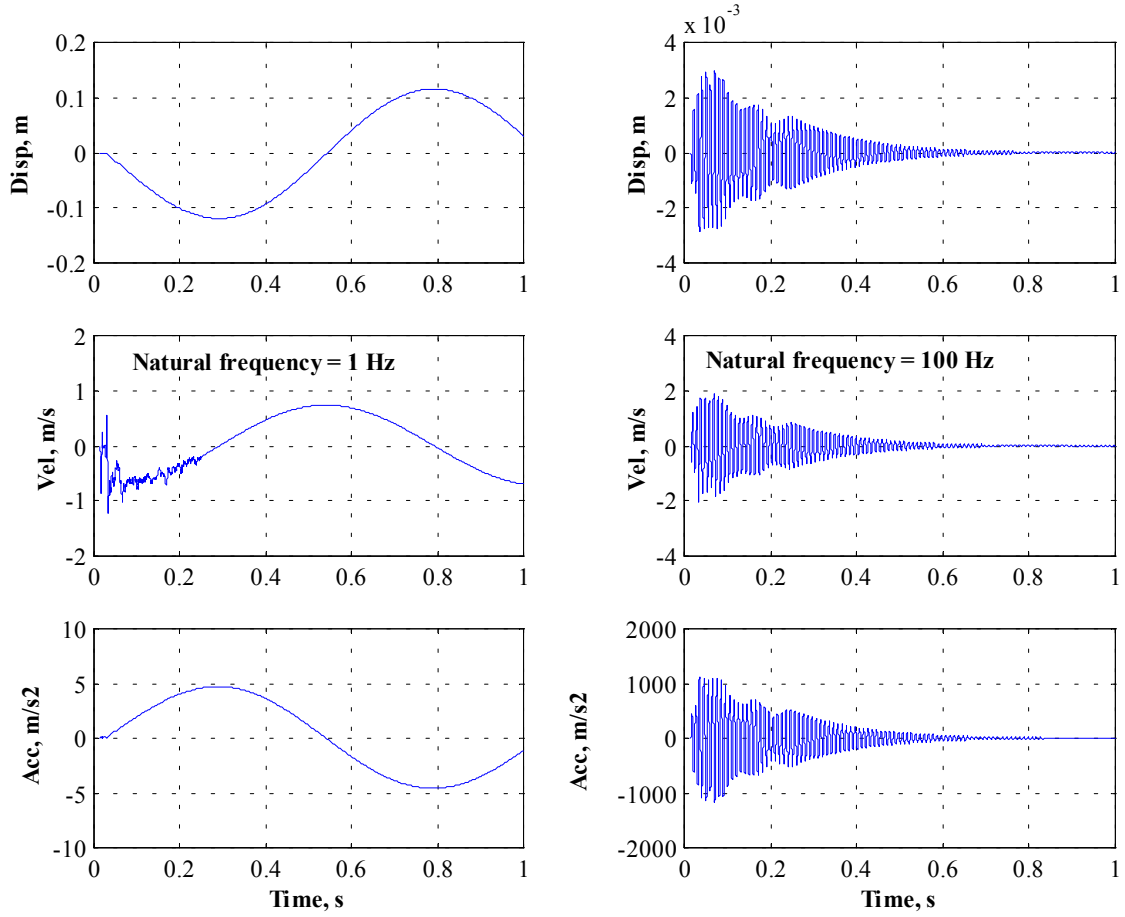 x 10^-3
0.2
0.1
0
-0.1
-0.2
Disp, m
0 0.2 0.4 0.6 0.8 1
4
2
0
-2
-4
Disp, m
0 0.2 0.4 0.6 0.8 1
2
1
0
-1
-2
Vel, m/s
Natural frequency = 1 Hz
0 0.2 0.4 0.6 0.8 1
4
2
0
-2
-4
Vel, m/s
Natural frequency = 100 Hz
0 0.2 0.4 0.6 0.8 1
10
5
0
-5
-10
Acc, m/s2
0 0.2 0.4 0.6 0.8 1
Time, s
2000
1000
0
-1000
-2000
Acc, m/s2
0 0.2 0.4 0.6 0.8 1
Time, s